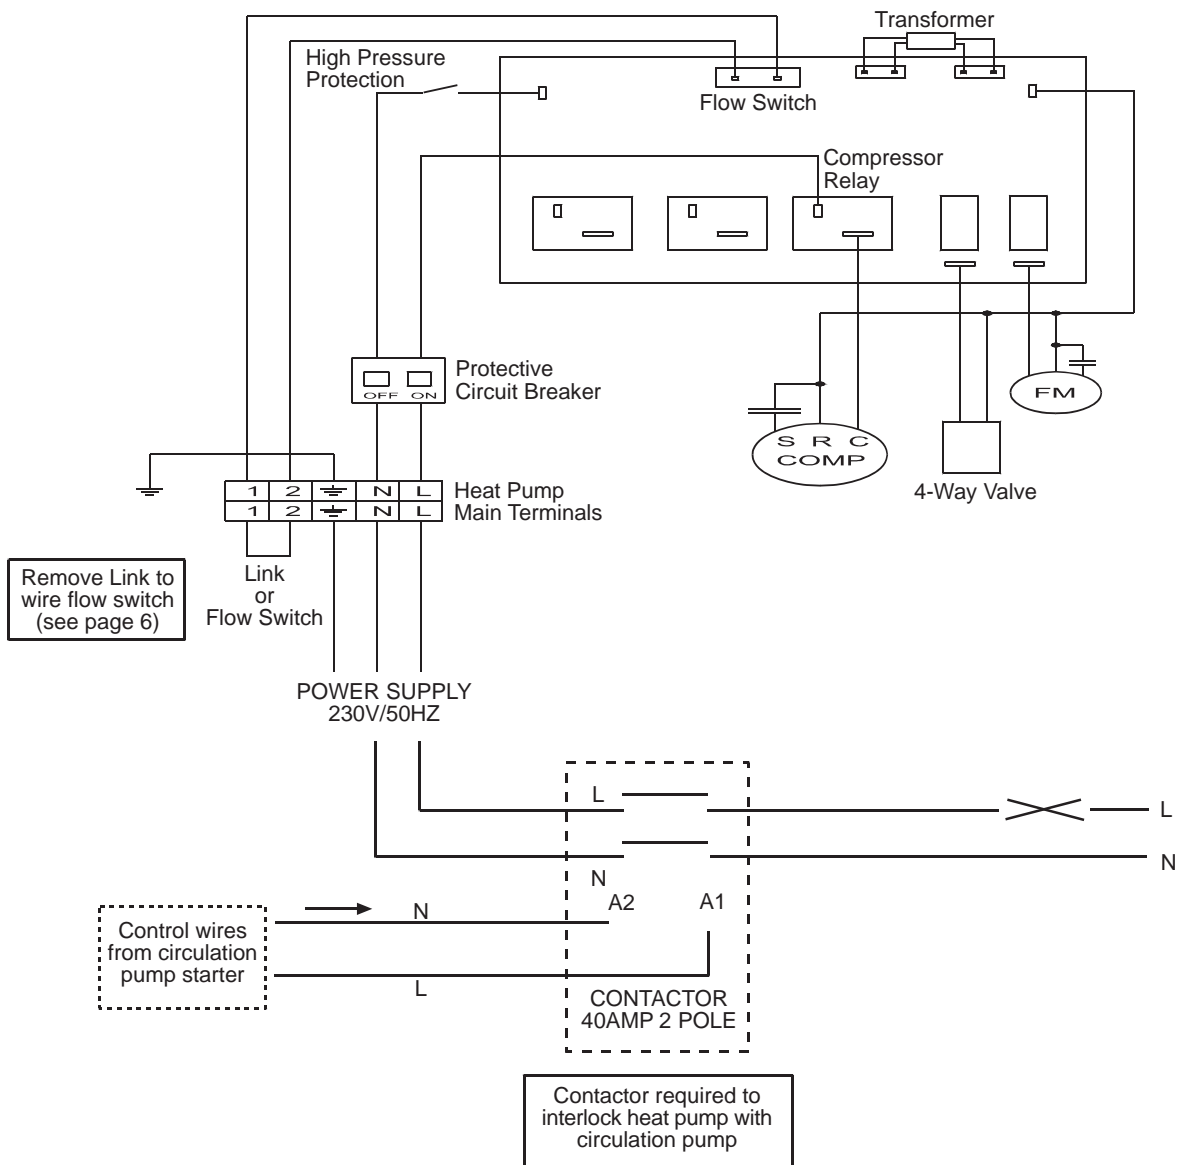 Transformer
High Pressure
Protection
Flow Switch
Compressor
Relay
Protective
Circuit Breaker
OFF ON
FM
S R C
COMP
4-Way Valve
1 2 N L
1 2 N L
Heat Pump
Main Terminals
Remove Link to
wire flow switch
(see page 6)
Link
or
Flow Switch
POWER SUPPLY
230V/50HZ
L
L
N
N
A2 A1
Control wires
from circulation
pump starter
N
L
CONTACTOR
40AMP 2 POLE
Contactor required to
interlock heat pump with
circulation pump